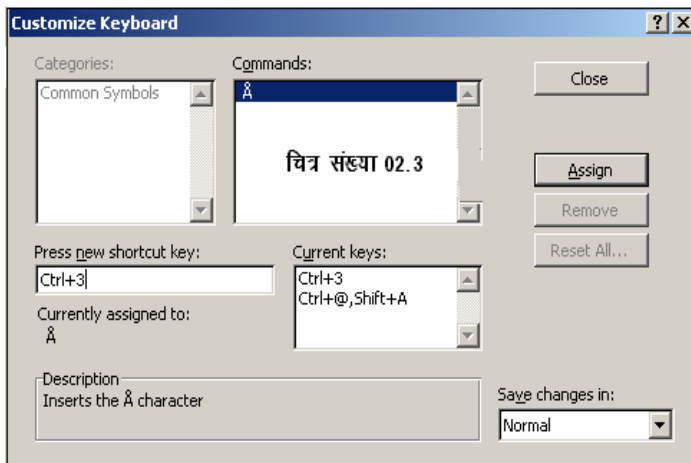 Customize Keyboard
Categories:
Common Symbols
Commands:
Å
चित्र संख्या 02.3
Close
Assign
Remove
Reset All...
Press new shortcut key:
Ctrl+3
Current keys:
Ctrl+3
Ctrl+@,Shift+A
Currently assigned to:
Å
Description
Inserts the Å character
Save changes in:
Normal